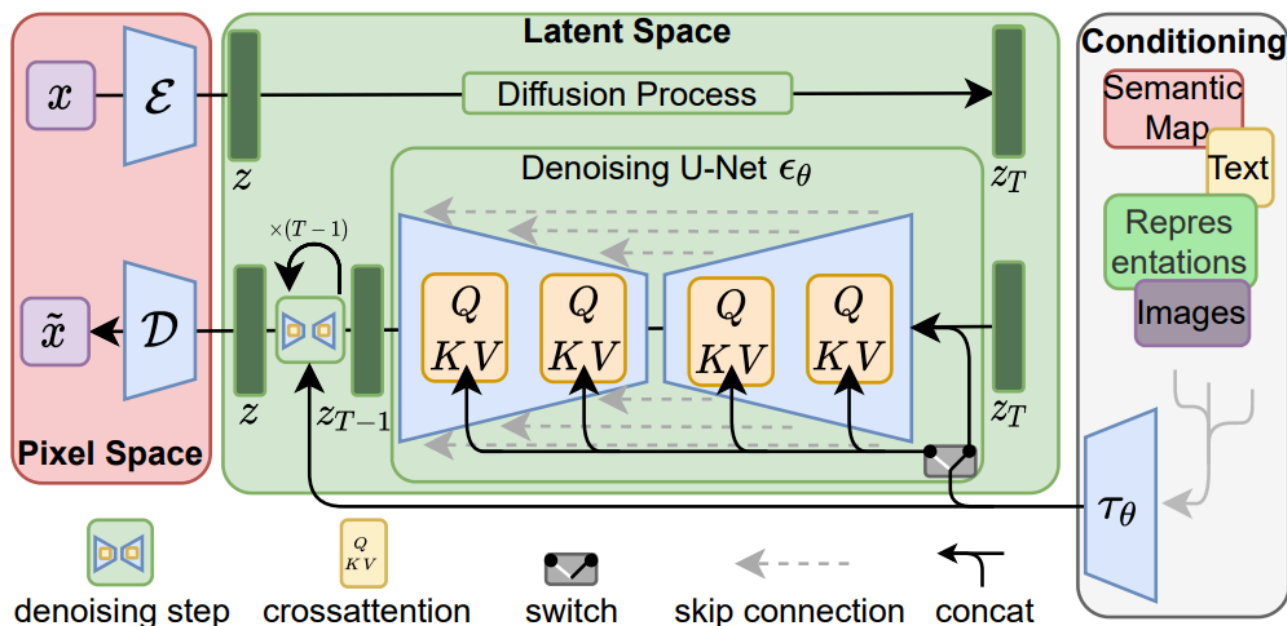 Latent Space
Conditioning
x
ℰ
Diffusion Process
z
z_T
Semantic
Map
Text
Repres
entations
Images
Denoising U-Net ϵ_θ
×(T − 1)
Q
KV
Q
KV
Q
KV
Q
KV
x̃
𝒟
z
z_{T−1}
z_T
Pixel Space
τ_θ
Q
KV
denoising step
crossattention
switch
skip connection
concat